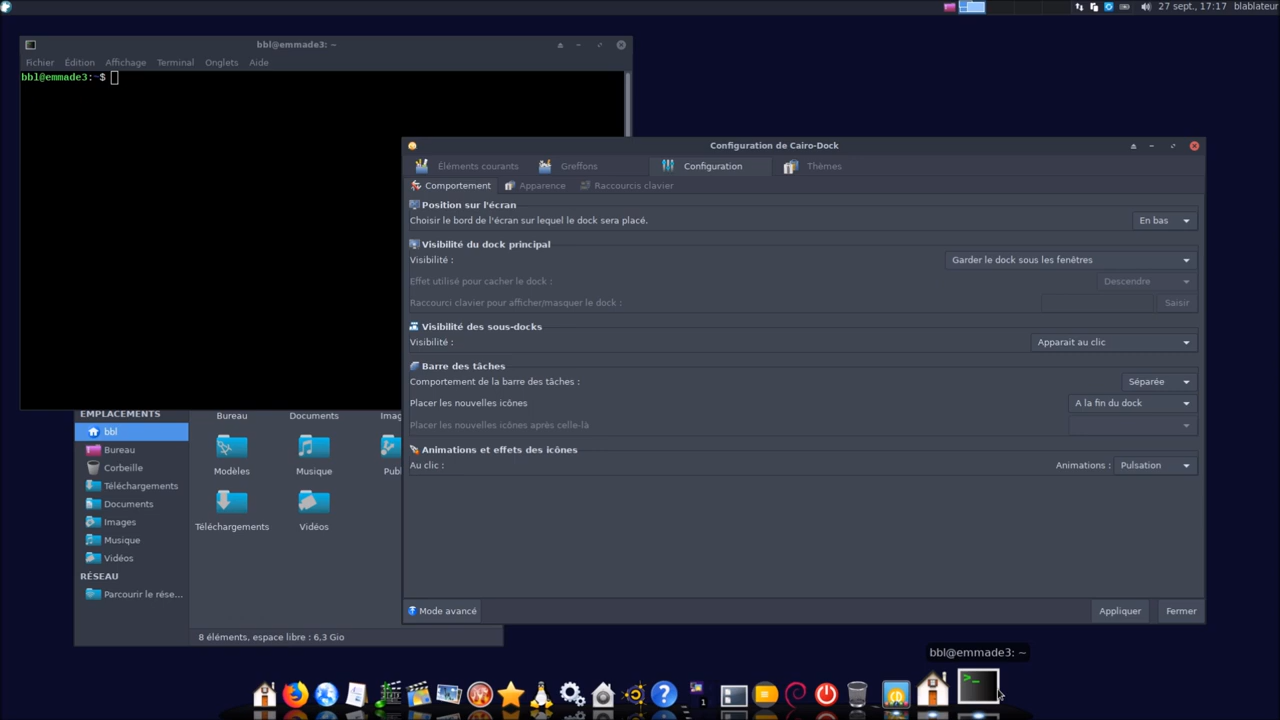 27 sept., 17:17 blablateur
bbl@emmade3: ~
Fichier Édition Affichage Terminal Onglets Aide
bbl@emmade3: $
Configuration de Cairo-Dock
Éléments courants Greffons Configuration Thèmes
Comportement Apparence Raccourcis clavier
Position sur l'écran
Choisir le bord de l'écran sur lequel le dock sera placé. En bas
Visibilité du dock principal
Visibilité : Garder le dock sous les fenêtres
Effet utilisé pour cacher le dock : Descendre
Raccourci clavier pour afficher/masquer le dock : Saisir
Visibilité des sous-docks
Visibilité : Apparait au clic
Barre des tâches
Comportement de la barre des tâches : Séparée
Placer les nouvelles icônes A la fin du dock
Placer les nouvelles icônes après celle-là
Animations et effets des icônes
Au clic : Animations : Pulsation
Mode avancé Appliquer Fermer
EMPLACEMENTS
bbl
Bureau
Corbeille
Téléchargements
Documents
Images
Musique
Vidéos
RÉSEAU
Parcourir le rése...
Bureau Documents Imag
Modèles Musique Publ
Téléchargements Vidéos
8 éléments, espace libre : 6,3 Gio
bbl@emmade3: ~
1
>_